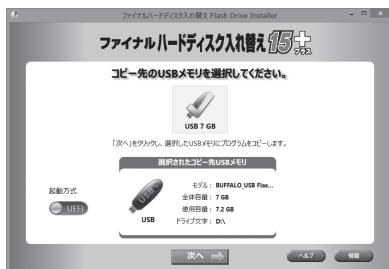 ファイナルハードディスク入れ替え Flash Drive Installer
ファイナルハードディスク入れ替え 15+
プラス
コピー先のUSBメモリを選択してください。
USB 7 GB
「次へ」をクリックし、選択したUSBメモリにプログラムをコピーします。
選択されたコピー先USBメモリ
起動方式
UEFI
USB
USB
モデル： BUFFALO_USB Flas...
全体容量： 7 GB
使用容量： 7.2 GB
ドライブ文字： D:\
次へ
ヘルプ
情報